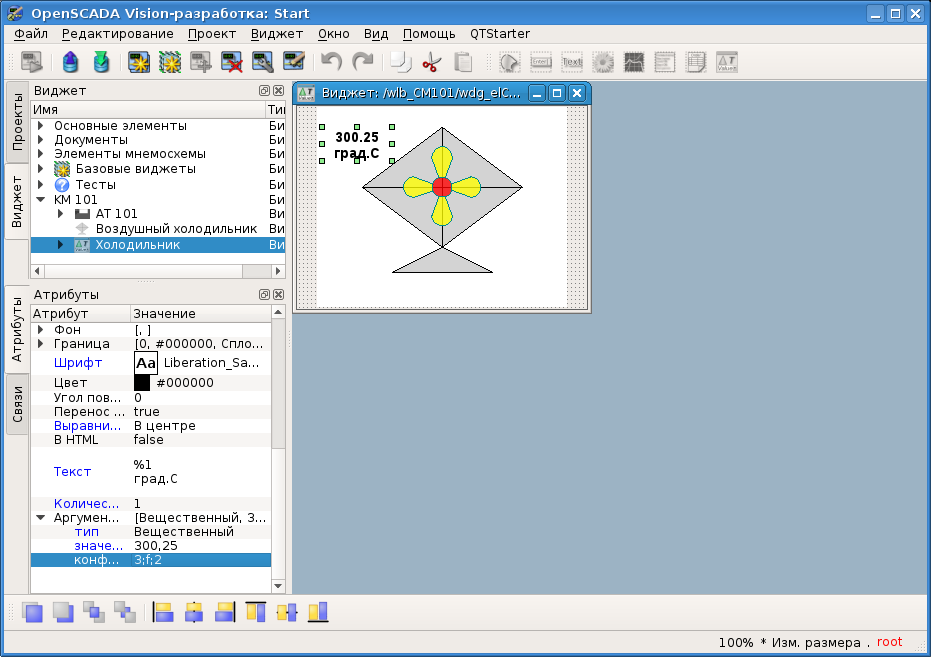 OpenSCADA Vision-разработка: Start
Файл Редактирование Проект Виджет Окно Вид Помощь QTStarter
Text
Проекты
Виджет
Атрибуты
Связи
Виджет
Имя Ти
Основные элементы Би
Документы Би
Элементы мнемосхемы Би
Базовые виджеты Би
Тесты Би
КМ 101 Би
АТ 101 Ви
Воздушный холодильник Ви
Холодильник Ви
Атрибуты
Атрибут Значение
Фон [, ]
Граница [0, #000000, Спло...
Шрифт Aa Liberation_Sa...
Цвет #000000
Угол пов... 0
Перенос ... true
Выравни... В центре
В HTML false
Текст %1
град.С
Количес... 1
Аргумен... [Вещественный, 3...
тип Вещественный
значе... 300,25
конф... 3;f;2
Виджет: /wlb_CM101/wdg_elC...
300.25
град.С
100% * Изм. размера . root